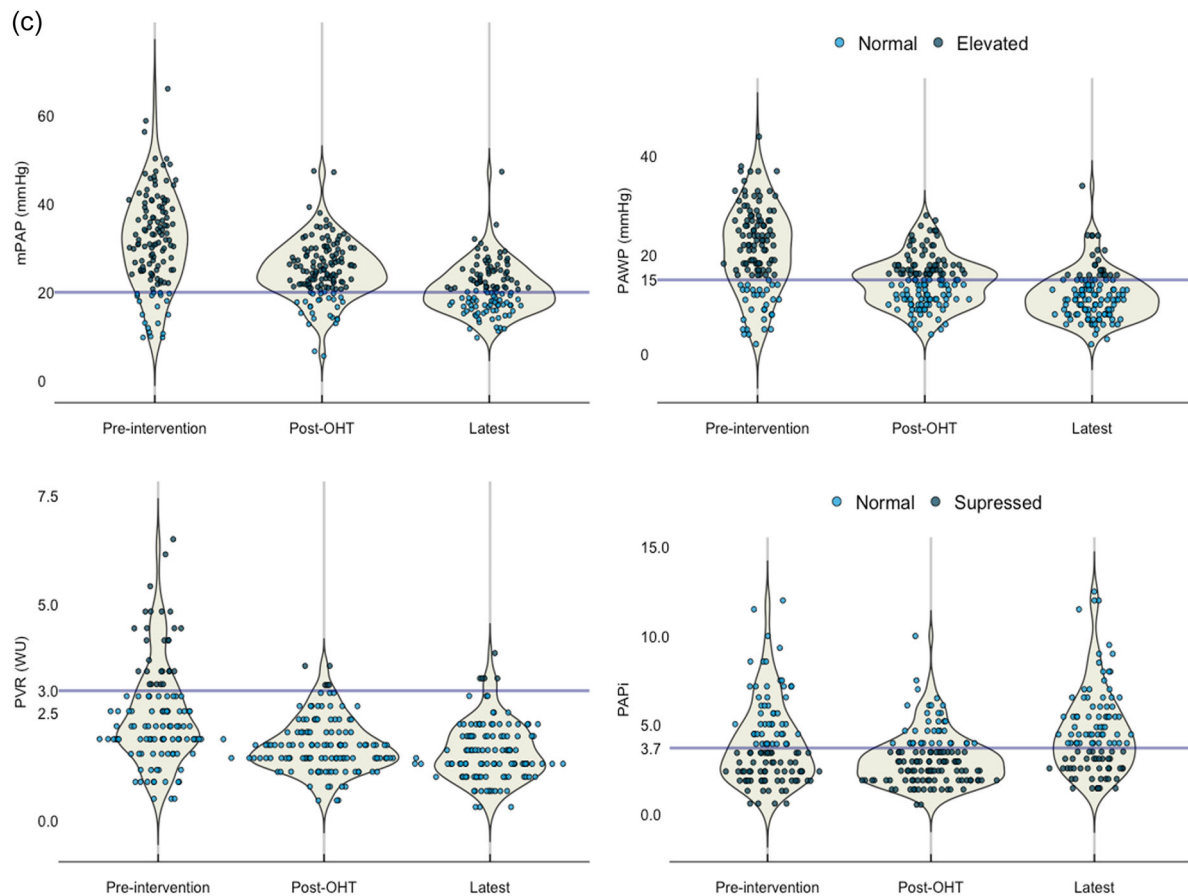 (c)
Normal Elevated
mPAP (mmHg)
60
40
20
0
Pre-intervention Post-OHT Latest
PAWP (mmHg)
40
20
15
0
Pre-intervention Post-OHT Latest
PVR (WU)
7.5
5.0
3.0
2.5
0.0
Pre-intervention Post-OHT Latest
Normal Supressed
PAPi
15.0
10.0
5.0
3.7
0.0
Pre-intervention Post-OHT Latest